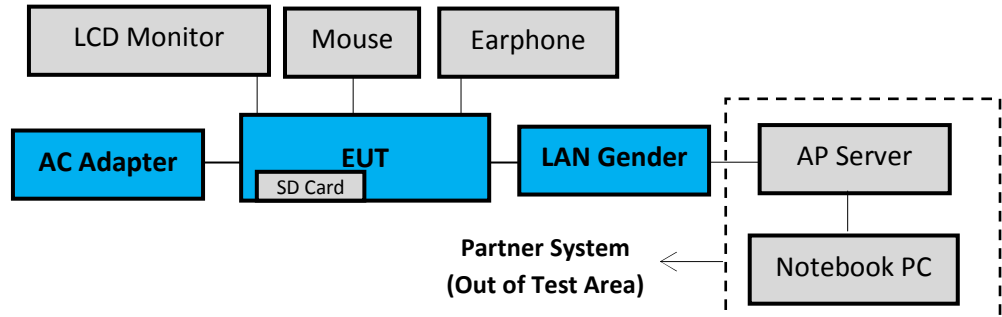 LCD Monitor
Mouse
Earphone
AC Adapter
EUT
SD Card
LAN Gender
AP Server
Partner System
(Out of Test Area)
Notebook PC